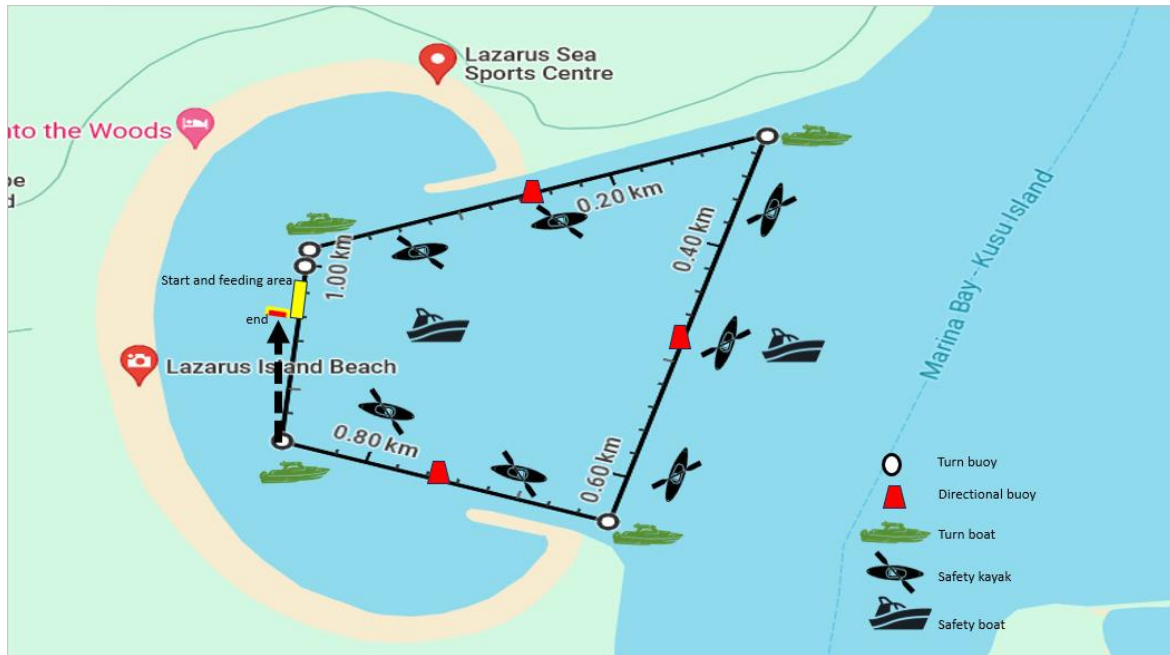 Lazarus Sea
Sports Centre
nto the Woods
pe
d
0.20 km
0.40 km
1.00 km
Start and feeding area
end
Lazarus Island Beach
0.80 km
0.60 km
Marina Bay - Kusu Island
Turn buoy
Directional buoy
Turn boat
Safety kayak
Safety boat